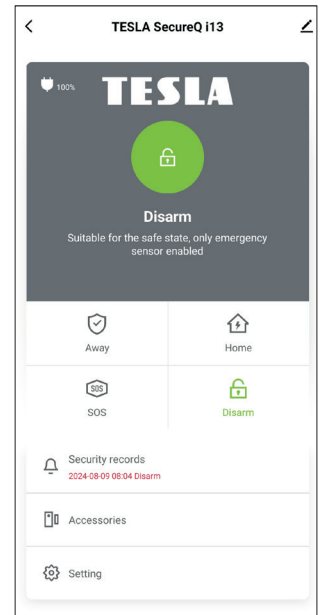 TESLA SecureQ i13
100%
TESLA
Disarm
Suitable for the safe state, only emergency
sensor enabled
Away
Home
SOS
SOS
Disarm
Security records
2024-08-09 08:04 Disarm
Accessories
Setting